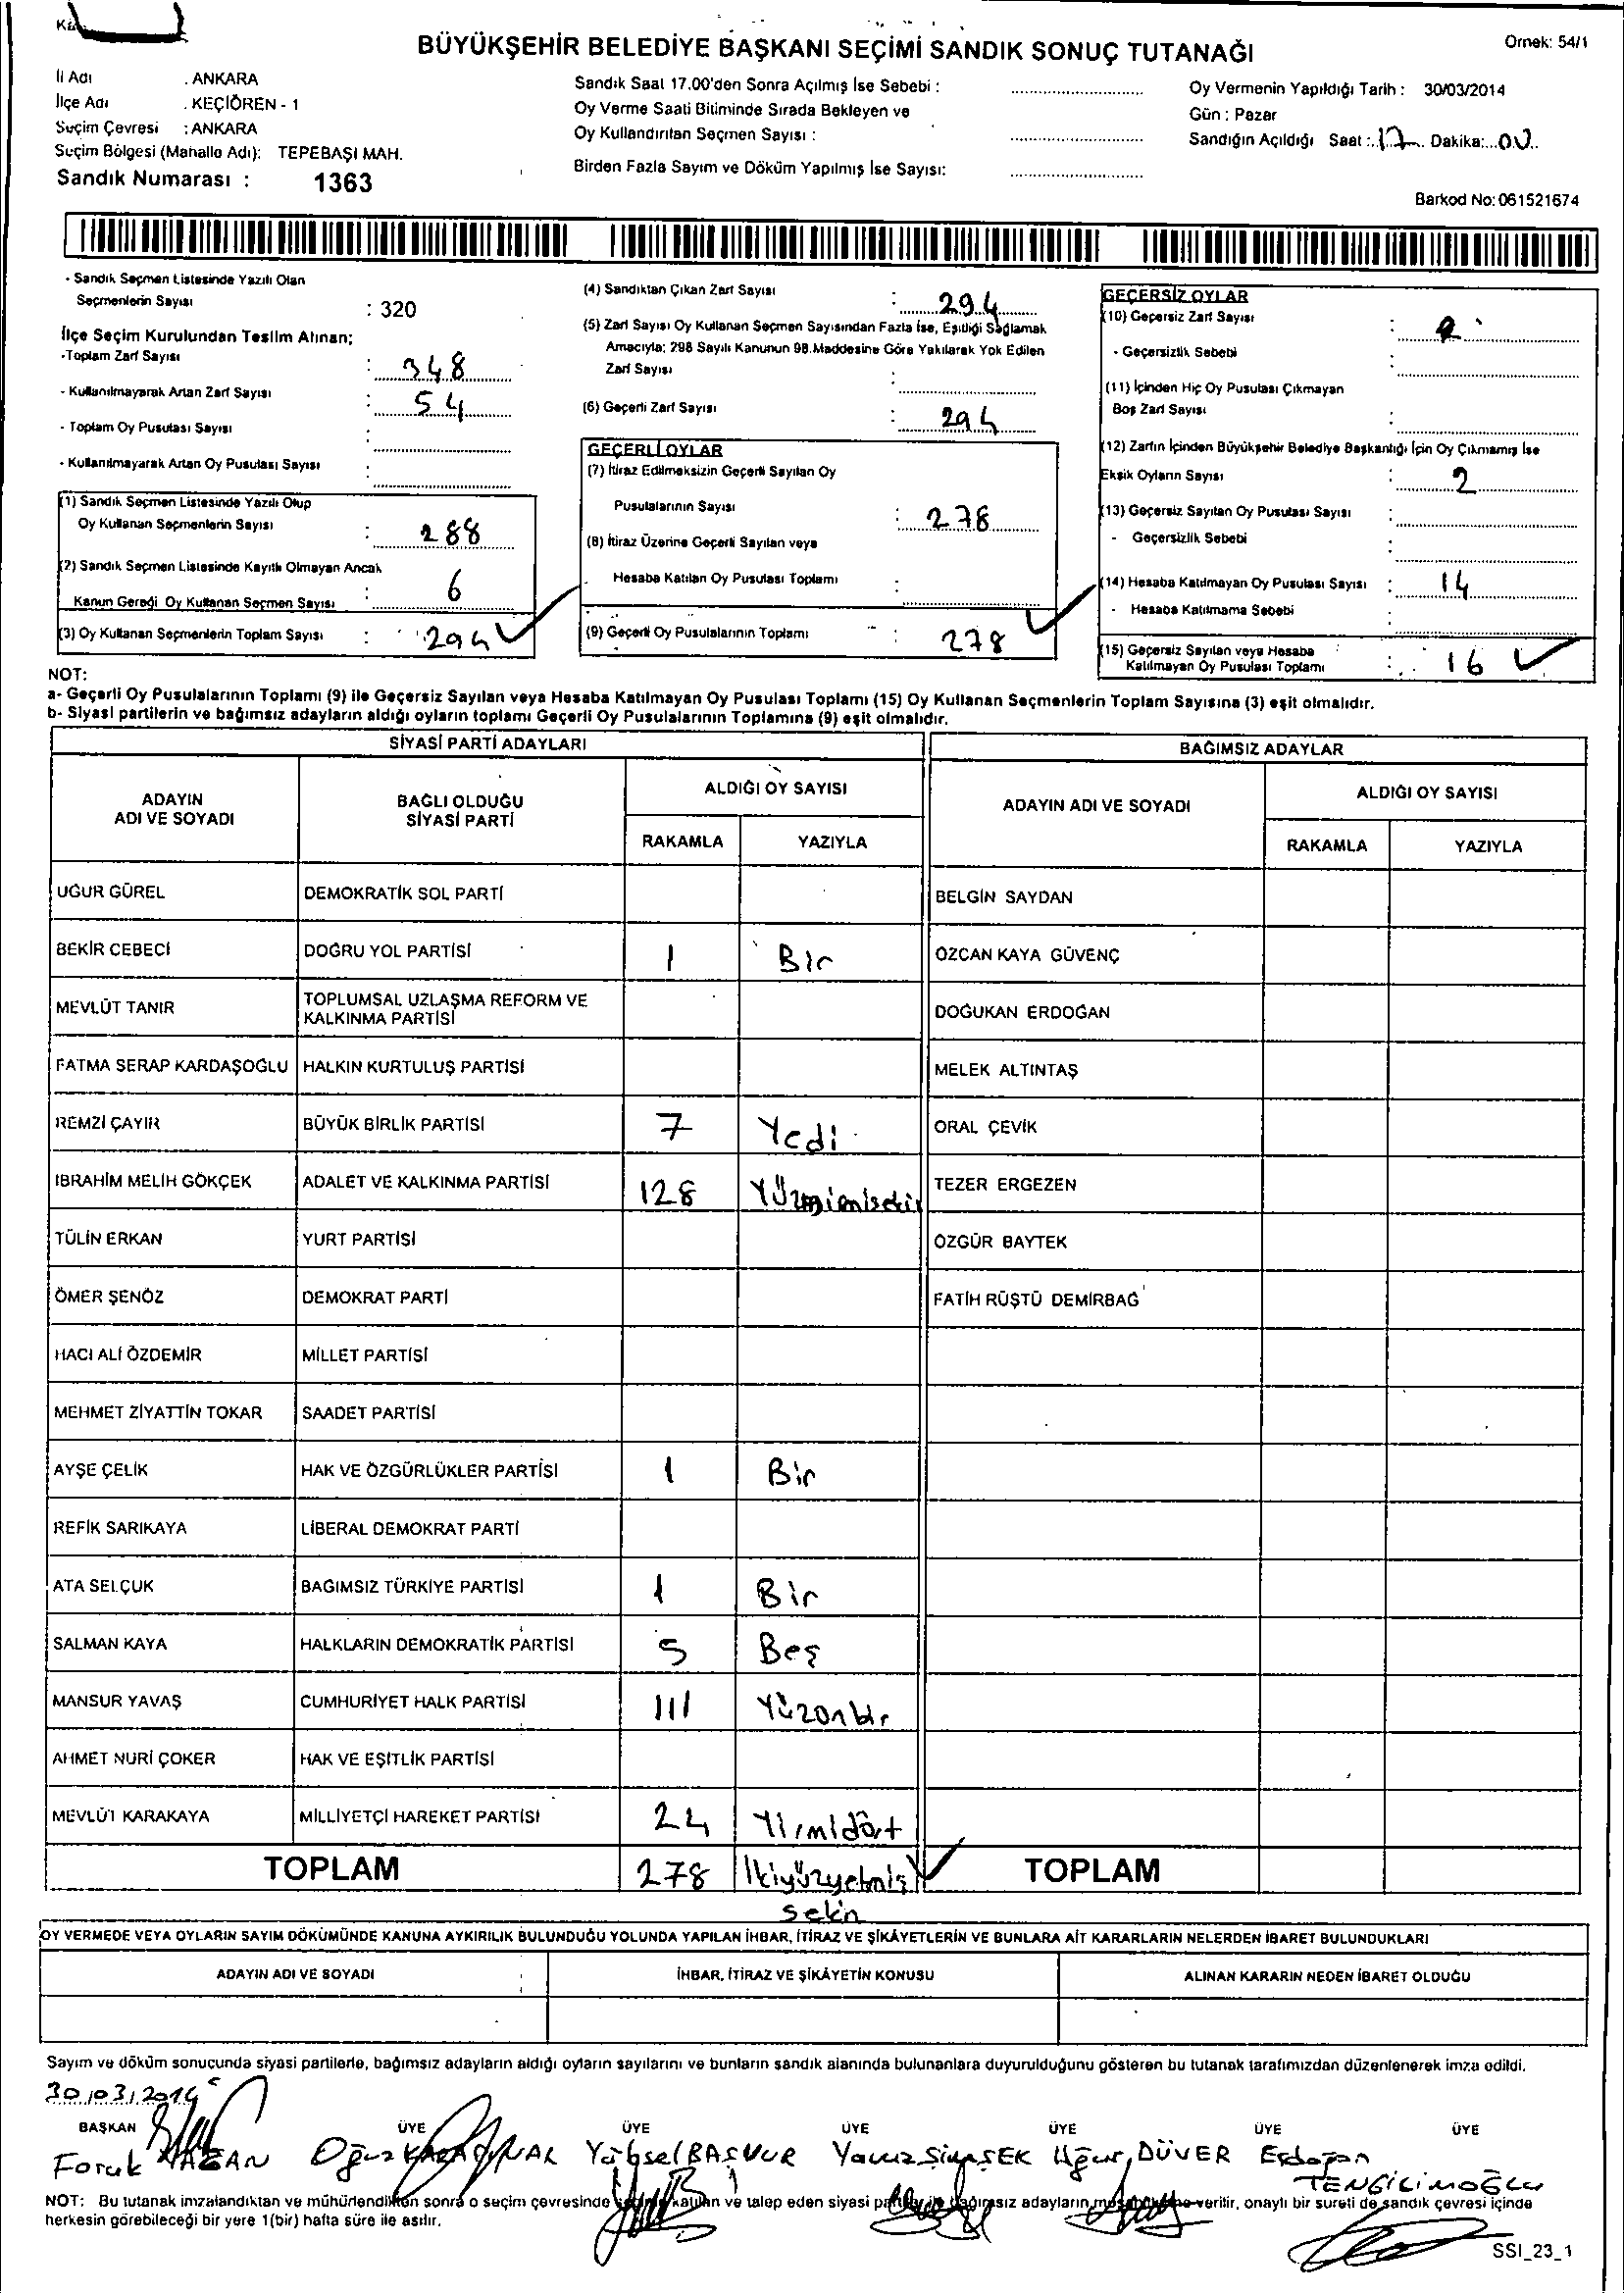 BÜYÜKŞEHİR BELEDİYE BAŞKANI SEÇİMİ SANDIK SONUÇ TUTANAĞI
Örnek: 54/1
İl Adı : ANKARA
İlçe Adı : KEÇİÖREN - 1
Seçim Çevresi : ANKARA
Seçim Bölgesi (Mahalle Adı): TEPEBAŞI MAH.
Sandık Numarası : 1363
Sandık Saat 17.00'den Sonra Açılmış İse Sebebi :
Oy Verme Saati Bitiminde Sırada Bekleyen ve
Oy Kullandırılan Seçmen Sayısı :
Birden Fazla Sayım ve Döküm Yapılmış İse Sayısı:
Oy Vermenin Yapıldığı Tarih : 30/03/2014
Gün : Pazar
Sandığın Açıldığı Saat : 17 Dakika: 00
Barkod No: 061521674
- Sandık Seçmen Listesinde Yazılı Olan
Seçmenlerin Sayısı : 320
İlçe Seçim Kurulundan Teslim Alınan;
-Toplam Zarf Sayısı : 348
- Kullanılmayarak Artan Zarf Sayısı : 54
- Toplam Oy Pusulası Sayısı :
- Kullanılmayarak Artan Oy Pusulası Sayısı :
(1) Sandık Seçmen Listesinde Yazılı Olup
Oy Kullanan Seçmenlerin Sayısı : 288
(2) Sandık Seçmen Listesinde Kayıtlı Olmayan Ancak
Kanun Gereği Oy Kullanan Seçmen Sayısı : 6
(3) Oy Kullanan Seçmenlerin Toplam Sayısı : 294
(4) Sandıktan Çıkan Zarf Sayısı : 294
(5) Zarf Sayısı Oy Kullanan Seçmen Sayısından Fazla İse, Eşitliği Sağlamak
Amacıyla; 298 Sayılı Kanunun 98.Maddesine Göre Yakılarak Yok Edilen
Zarf Sayısı :
(6) Geçerli Zarf Sayısı : 294
GEÇERLİ OYLAR
(7) İtiraz Edilmeksizin Geçerli Sayılan Oy
Pusulalarının Sayısı : 278
(8) İtiraz Üzerine Geçerli Sayılan veya
Hesaba Katılan Oy Pusulası Toplamı :
(9) Geçerli Oy Pusulalarının Toplamı : 278
GEÇERSİZ OYLAR
(10) Geçersiz Zarf Sayısı :
- Geçersizlik Sebebi :
(11) İçinden Hiç Oy Pusulası Çıkmayan
Boş Zarf Sayısı :
(12) Zarfın İçinden Büyükşehir Belediye Başkanlığı İçin Oy Çıkmamış İse
Eksik Oyların Sayısı : 2
(13) Geçersiz Sayılan Oy Pusulası Sayısı :
- Geçersizlik Sebebi :
(14) Hesaba Katılmayan Oy Pusulası Sayısı : 14
- Hesaba Katılmama Sebebi :
(15) Geçersiz Sayılan veya Hesaba
Katılmayan Oy Pusulası Toplamı : 16
NOT:
a- Geçerli Oy Pusulalarının Toplamı (9) ile Geçersiz Sayılan veya Hesaba Katılmayan Oy Pusulası Toplamı (15) Oy Kullanan Seçmenlerin Toplam Sayısına (3) eşit olmalıdır.
b- Siyasi partilerin ve bağımsız adayların aldığı oyların toplamı Geçerli Oy Pusulalarının Toplamına (9) eşit olmalıdır.
SİYASİ PARTİ ADAYLARI
BAĞIMSIZ ADAYLAR
ADAYIN ADI VE SOYADI
BAĞLI OLDUĞU SİYASİ PARTİ
ALDIĞI OY SAYISI
RAKAMLA YAZIYLA
ADAYIN ADI VE SOYADI
ALDIĞI OY SAYISI
RAKAMLA YAZIYLA
UĞUR GÜREL DEMOKRATİK SOL PARTİ BELGİN SAYDAN
BEKİR CEBECİ DOĞRU YOL PARTİSİ 1 Bir ÖZCAN KAYA GÜVENÇ
MEVLÜT TANIR TOPLUMSAL UZLAŞMA REFORM VE KALKINMA PARTİSİ DOĞUKAN ERDOĞAN
FATMA SERAP KARDAŞOĞLU HALKIN KURTULUŞ PARTİSİ MELEK ALTINTAŞ
REMZİ ÇAYIR BÜYÜK BİRLİK PARTİSİ 7 Yedi ORAL ÇEVİK
İBRAHİM MELİH GÖKÇEK ADALET VE KALKINMA PARTİSİ 128 Yüzyirmisekiz TEZER ERGEZEN
TÜLİN ERKAN YURT PARTİSİ ÖZGÜR BAYTEK
ÖMER ŞENÖZ DEMOKRAT PARTİ FATİH RÜŞTÜ DEMİRBAĞ
HACI ALİ ÖZDEMİR MİLLET PARTİSİ
MEHMET ZİYATTİN TOKAR SAADET PARTİSİ
AYŞE ÇELİK HAK VE ÖZGÜRLÜKLER PARTİSİ 1 Bir
REFİK SARIKAYA LİBERAL DEMOKRAT PARTİ
ATA SELÇUK BAĞIMSIZ TÜRKİYE PARTİSİ 1 Bir
SALMAN KAYA HALKLARIN DEMOKRATİK PARTİSİ 5 Beş
MANSUR YAVAŞ CUMHURİYET HALK PARTİSİ 111 Yüzonbir
AHMET NURİ ÇOKER HAK VE EŞİTLİK PARTİSİ
MEVLÜT KARAKAYA MİLLİYETÇİ HAREKET PARTİSİ 24 Yirmidört
TOPLAM 278 İkiyüzyetmiş TOPLAM
sekiz
OY VERMEDE VEYA OYLARIN SAYIM DÖKÜMÜNDE KANUNA AYKIRILIK BULUNDUĞU YOLUNDA YAPILAN İHBAR, İTİRAZ VE ŞİKÂYETLERİN VE BUNLARA AİT KARARLARIN NELERDEN İBARET BULUNDUKLARI
ADAYIN ADI VE SOYADI İHBAR, İTİRAZ VE ŞİKÂYETİN KONUSU ALINAN KARARIN NEDEN İBARET OLDUĞU
Sayım ve döküm sonucunda siyasi partilerle, bağımsız adayların aldığı oyların sayılarını ve bunların sandık alanında bulunanlara duyurulduğunu gösteren bu tutanak tarafımızdan düzenlenerek imza edildi.
30/03/2014
BAŞKAN ÜYE ÜYE ÜYE ÜYE ÜYE ÜYE
Faruk Oğuz Yüksel BAŞVUR Yavuz ŞİMŞEK Uğur DÜVER Erdoğan
TENGİLİMOĞLU
NOT: Bu tutanak imzalandıktan ve mühürlendikten sonra o seçim çevresinde seçime katılan ve talep eden siyasi partiler ile bağımsız adayların müşahitlerine verilir, onaylı bir sureti de sandık çevresi içinde
herkesin görebileceği bir yere 1(bir) hafta süre ile asılır.
SSI_23_1